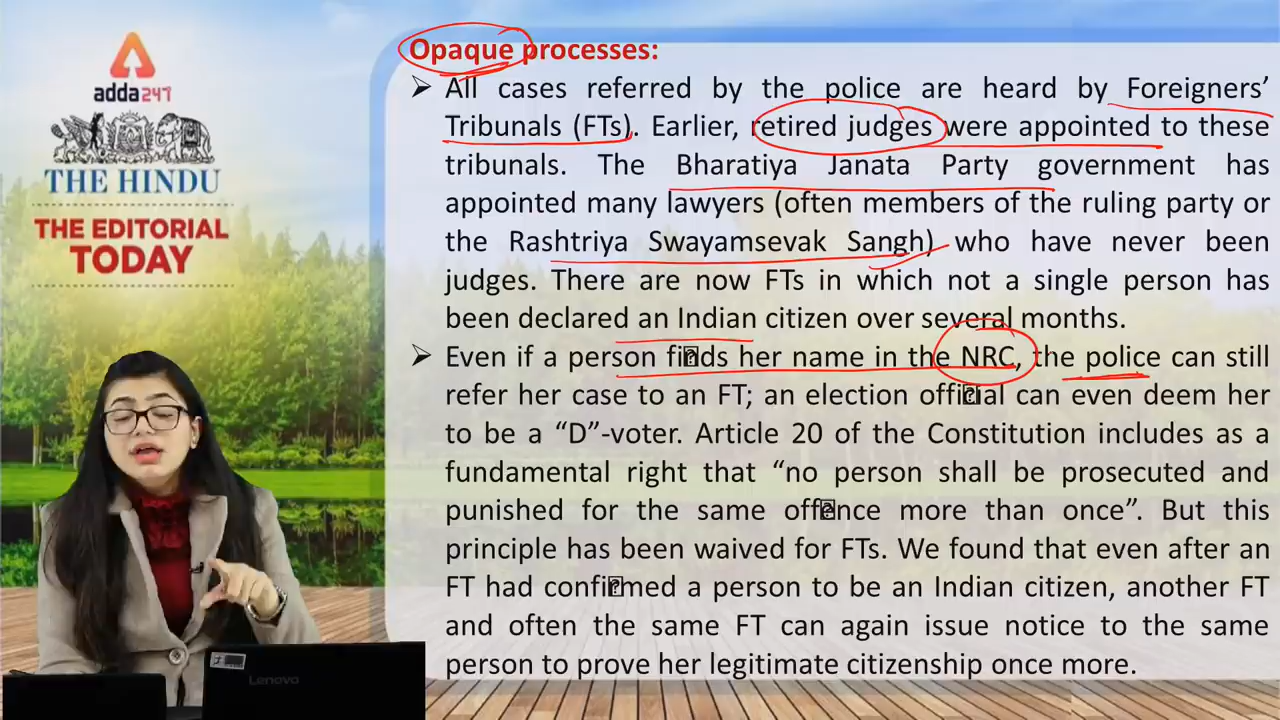 adda247
THE HINDU
THE EDITORIAL
TODAY
Opaque processes:
All cases referred by the police are heard by Foreigners’
Tribunals (FTs). Earlier, retired judges were appointed to these
tribunals. The Bharatiya Janata Party government has
appointed many lawyers (often members of the ruling party or
the Rashtriya Swayamsevak Sangh) who have never been
judges. There are now FTs in which not a single person has
been declared an Indian citizen over several months.
Even if a person finds her name in the NRC, the police can still
refer her case to an FT; an election official can even deem her
to be a “D”-voter. Article 20 of the Constitution includes as a
fundamental right that “no person shall be prosecuted and
punished for the same offence more than once”. But this
principle has been waived for FTs. We found that even after an
FT had confirmed a person to be an Indian citizen, another FT
and often the same FT can again issue notice to the same
person to prove her legitimate citizenship once more.
Lenovo